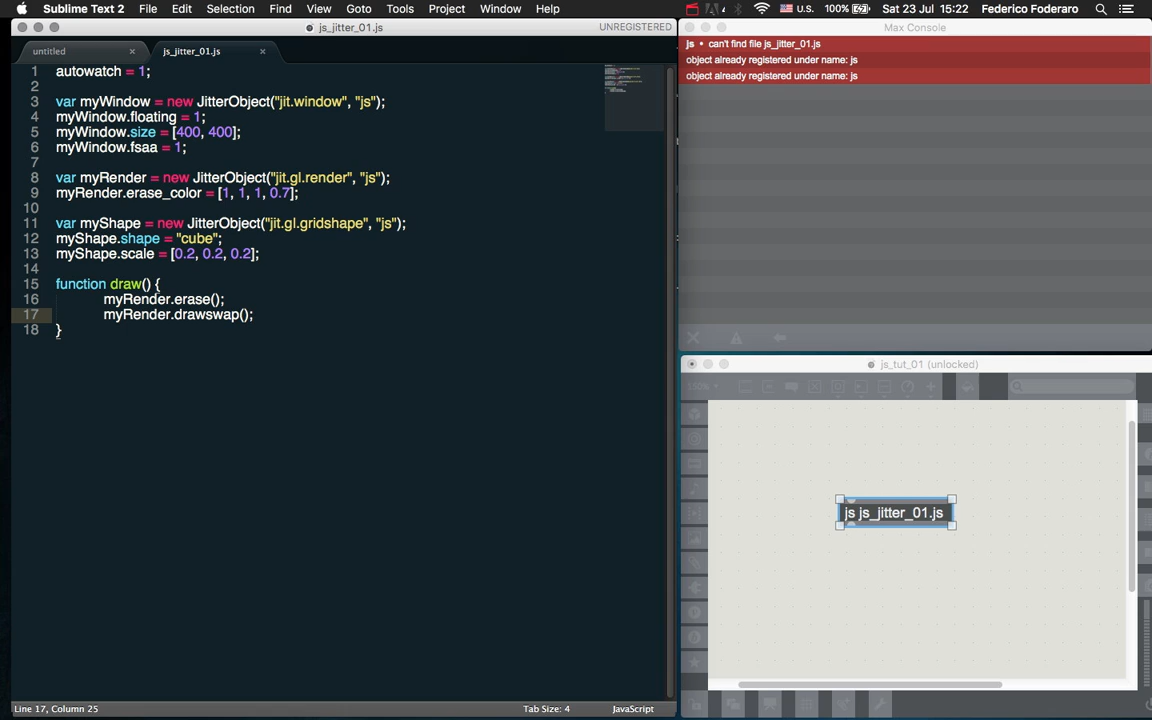 Sublime Text 2 File Edit Selection Find View Goto Tools Project Window Help
U.S. 100% Sat 23 Jul 15:22 Federico Foderaro
js_jitter_01.js
UNREGISTERED
untitled × js_jitter_01.js ×
1 autowatch = 1;
2
3 var myWindow = new JitterObject("jit.window", "js");
4 myWindow.floating = 1;
5 myWindow.size = [400, 400];
6 myWindow.fsaa = 1;
7
8 var myRender = new JitterObject("jit.gl.render", "js");
9 myRender.erase_color = [1, 1, 1, 0.7];
10
11 var myShape = new JitterObject("jit.gl.gridshape", "js");
12 myShape.shape = "cube";
13 myShape.scale = [0.2, 0.2, 0.2];
14
15 function draw() {
16 myRender.erase();
17 myRender.drawswap();
18 }
Line 17, Column 25
Tab Size: 4
JavaScript
Max Console
js • can't find file js_jitter_01.js
object already registered under name: js
object already registered under name: js
js_tut_01 (unlocked)
150%
js js_jitter_01.js